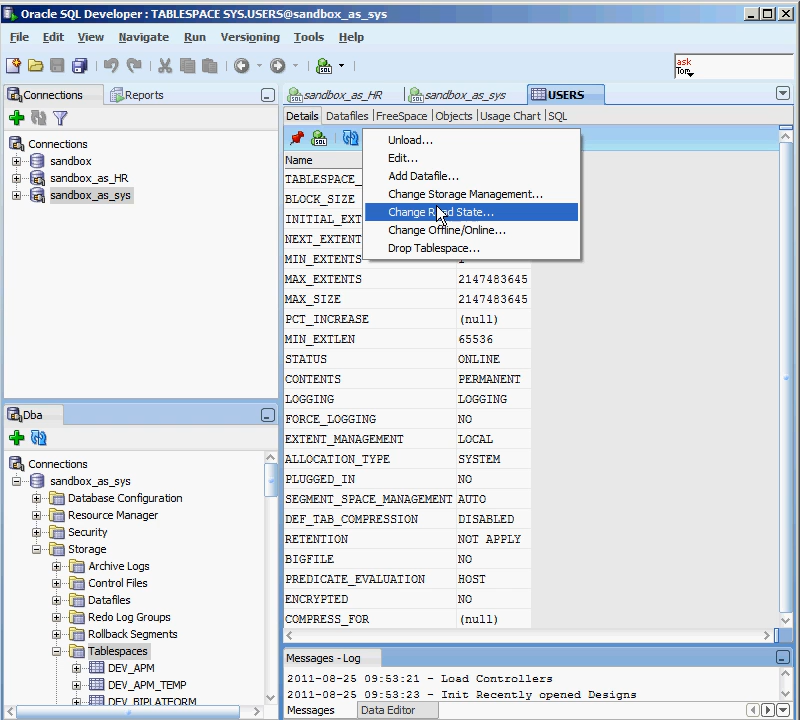 Oracle SQL Developer : TABLESPACE SYS.USERS@sandbox_as_sys
File Edit View Navigate Run Versioning Tools Help
ask
Tom
Connections Reports
Connections
sandbox
sandbox_as_HR
sandbox_as_sys
Dba
Connections
sandbox_as_sys
Database Configuration
Resource Manager
Security
Storage
Archive Logs
Control Files
Datafiles
Redo Log Groups
Rollback Segments
Tablespaces
DEV_APM
DEV_APM_TEMP
DEV_BIPLATFORM
sandbox_as_HR sandbox_as_sys USERS
Details Datafiles FreeSpace Objects Usage Chart SQL
Unload...
Edit...
Add Datafile...
Change Storage Management...
Change Read State...
Change Offline/Online...
Drop Tablespace...
Name
TABLESPACE_
BLOCK_SIZE
INITIAL_EXT
NEXT_EXTENT
MIN_EXTENTS 1
MAX_EXTENTS 2147483645
MAX_SIZE 2147483645
PCT_INCREASE (null)
MIN_EXTLEN 65536
STATUS ONLINE
CONTENTS PERMANENT
LOGGING LOGGING
FORCE_LOGGING NO
EXTENT_MANAGEMENT LOCAL
ALLOCATION_TYPE SYSTEM
PLUGGED_IN NO
SEGMENT_SPACE_MANAGEMENT AUTO
DEF_TAB_COMPRESSION DISABLED
RETENTION NOT APPLY
BIGFILE NO
PREDICATE_EVALUATION HOST
ENCRYPTED NO
COMPRESS_FOR (null)
Messages - Log
2011-08-25 09:53:21 - Load Controllers
2011-08-25 09:53:23 - Init Recently opened Designs
Messages Data Editor